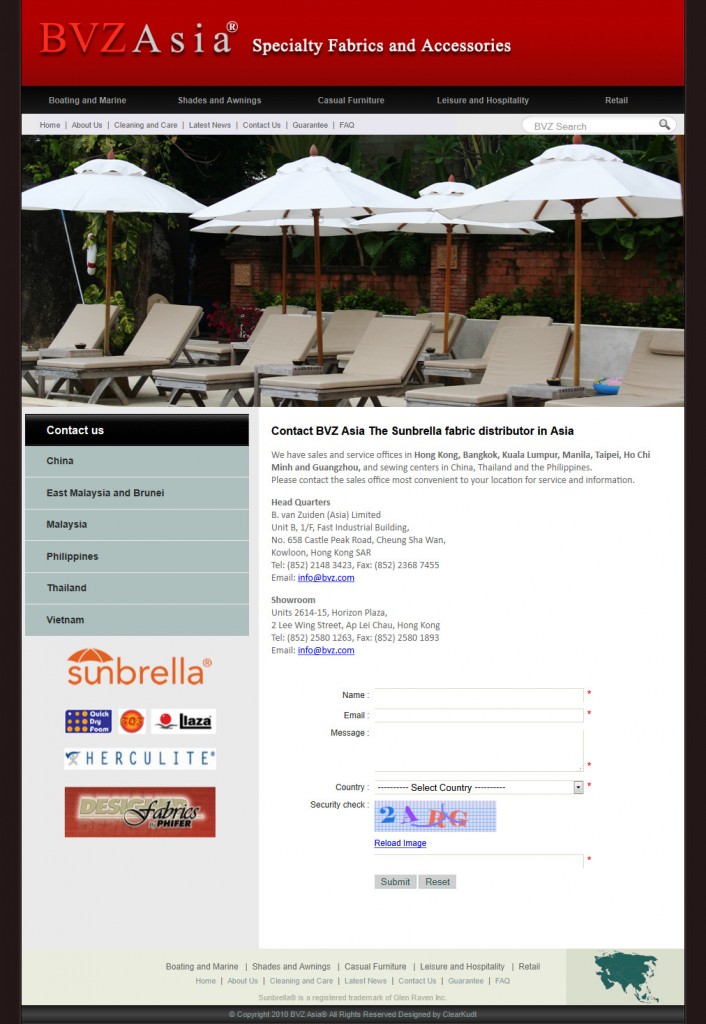 BVZAsia® Specialty Fabrics and Accessories
Boating and Marine Shades and Awnings Casual Furniture Leisure and Hospitality Retail
Home | About Us | Cleaning and Care | Latest News | Contact Us | Guarantee | FAQ BVZ Search
Contact us
China
East Malaysia and Brunei
Malaysia
Philippines
Thailand
Vietnam
sunbrella®
Quick Dry Foam SOS Llaza
HERCULITE®
DESIGNER Fabrics by PHIFER
Contact BVZ Asia The Sunbrella fabric distributor in Asia
We have sales and service offices in Hong Kong, Bangkok, Kuala Lumpur, Manila, Taipei, Ho Chi
Minh and Guangzhou, and sewing centers in China, Thailand and the Philippines.
Please contact the sales office most convenient to your location for service and information.
Head Quarters
B. van Zuiden (Asia) Limited
Unit B, 1/F, Fast Industrial Building,
No. 658 Castle Peak Road, Cheung Sha Wan,
Kowloon, Hong Kong SAR
Tel: (852) 2148 3423, Fax: (852) 2368 7455
Email: info@bvz.com
Showroom
Units 2614-15, Horizon Plaza,
2 Lee Wing Street, Ap Lei Chau, Hong Kong
Tel: (852) 2580 1263, Fax: (852) 2580 1893
Email: info@bvz.com
Name : *
Email : *
Message : *
Country : ---------- Select Country ---------- *
Security check : 2ARG
Reload Image
*
Submit Reset
Boating and Marine | Shades and Awnings | Casual Furniture | Leisure and Hospitality | Retail
Home | About Us | Cleaning and Care | Latest News | Contact Us | Guarantee | FAQ
Sunbrella® is a registered trademark of Glen Raven Inc.
© Copyright 2010 BVZ Asia® All Rights Reserved Designed by ClearKudt